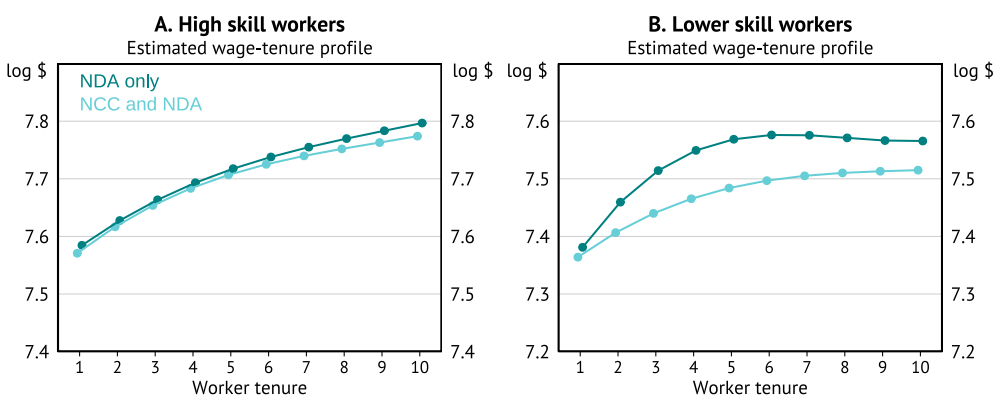 A. High skill workers
Estimated wage-tenure profile
log $
log $
NDA only
NCC and NDA
7.8
7.8
7.7
7.7
7.6
7.6
7.5
7.5
7.4
7.4
1 2 3 4 5 6 7 8 9 10
Worker tenure
B. Lower skill workers
Estimated wage-tenure profile
log $
log $
7.6
7.6
7.5
7.5
7.4
7.4
7.3
7.3
7.2
7.2
1 2 3 4 5 6 7 8 9 10
Worker tenure